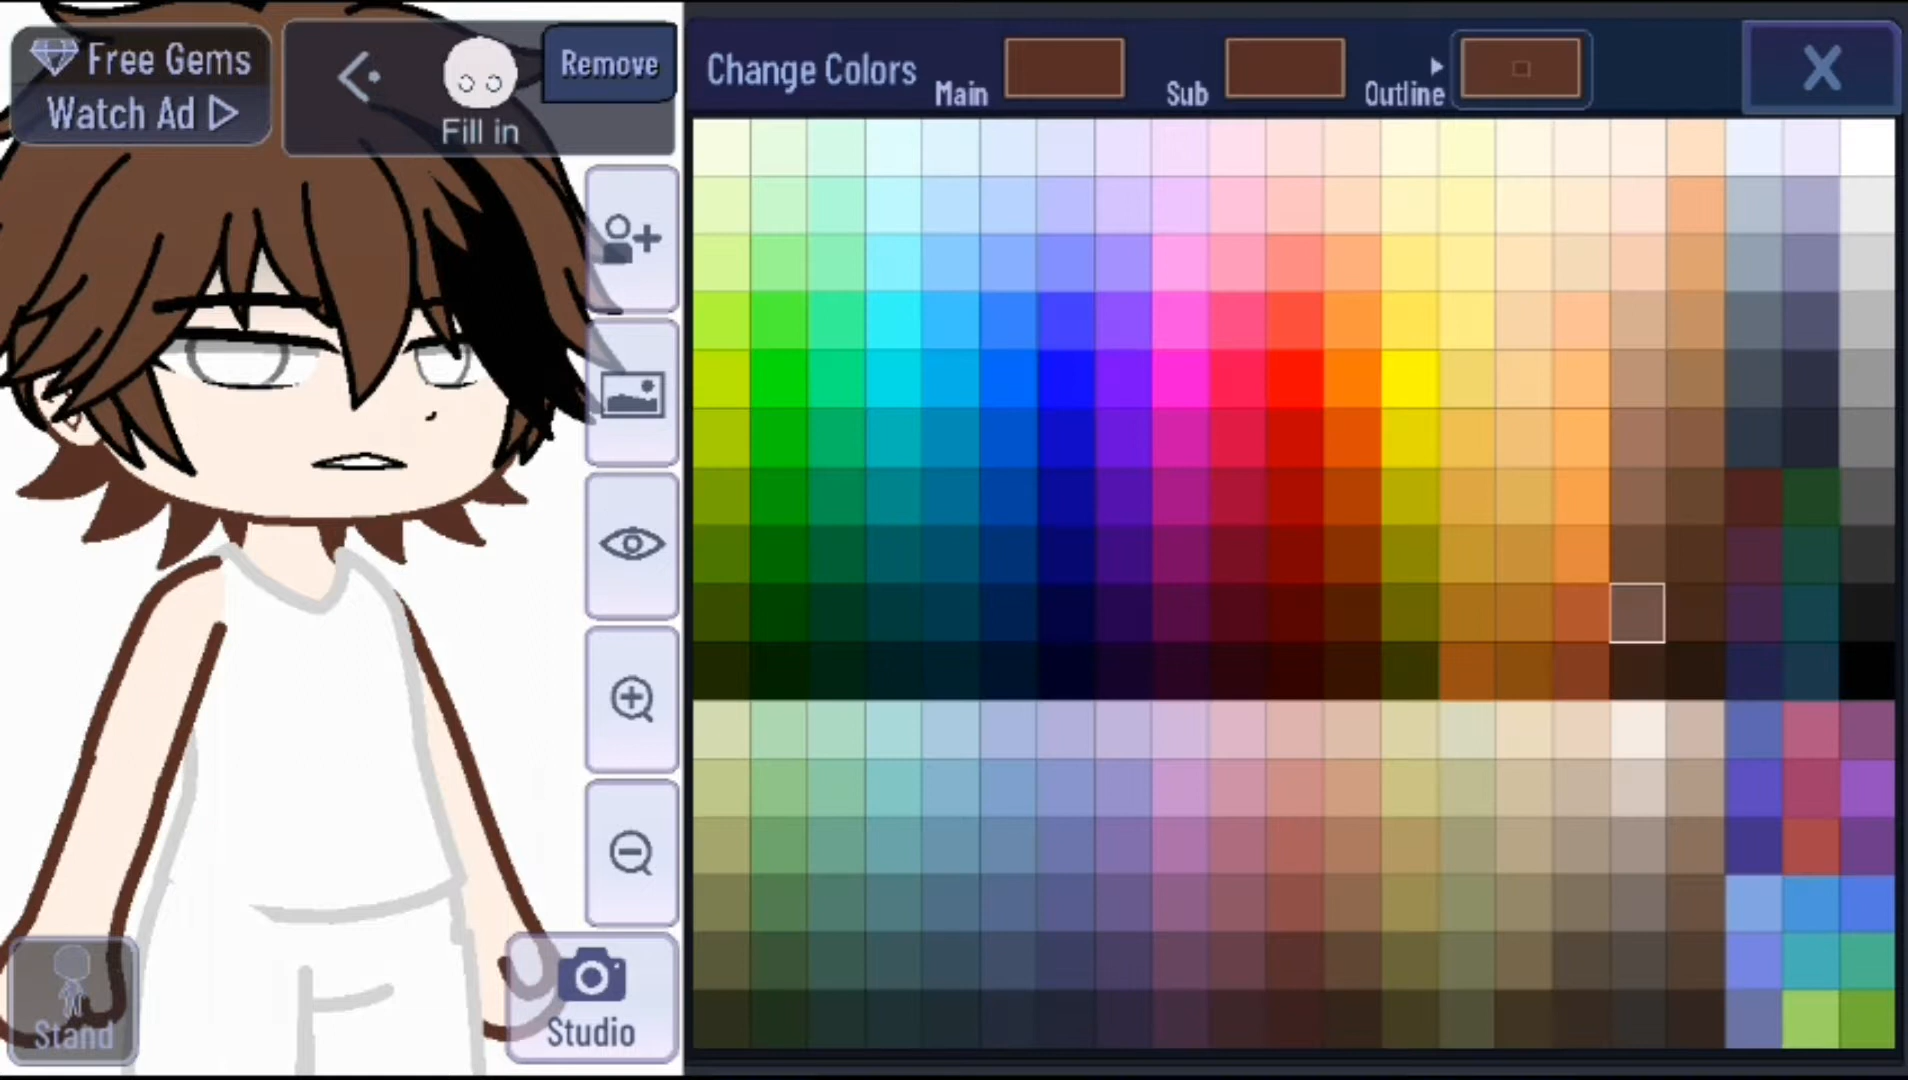 Free Gems
Watch Ad
Fill in
Remove
Change Colors
Main
Sub
Outline
X
Stand
Studio